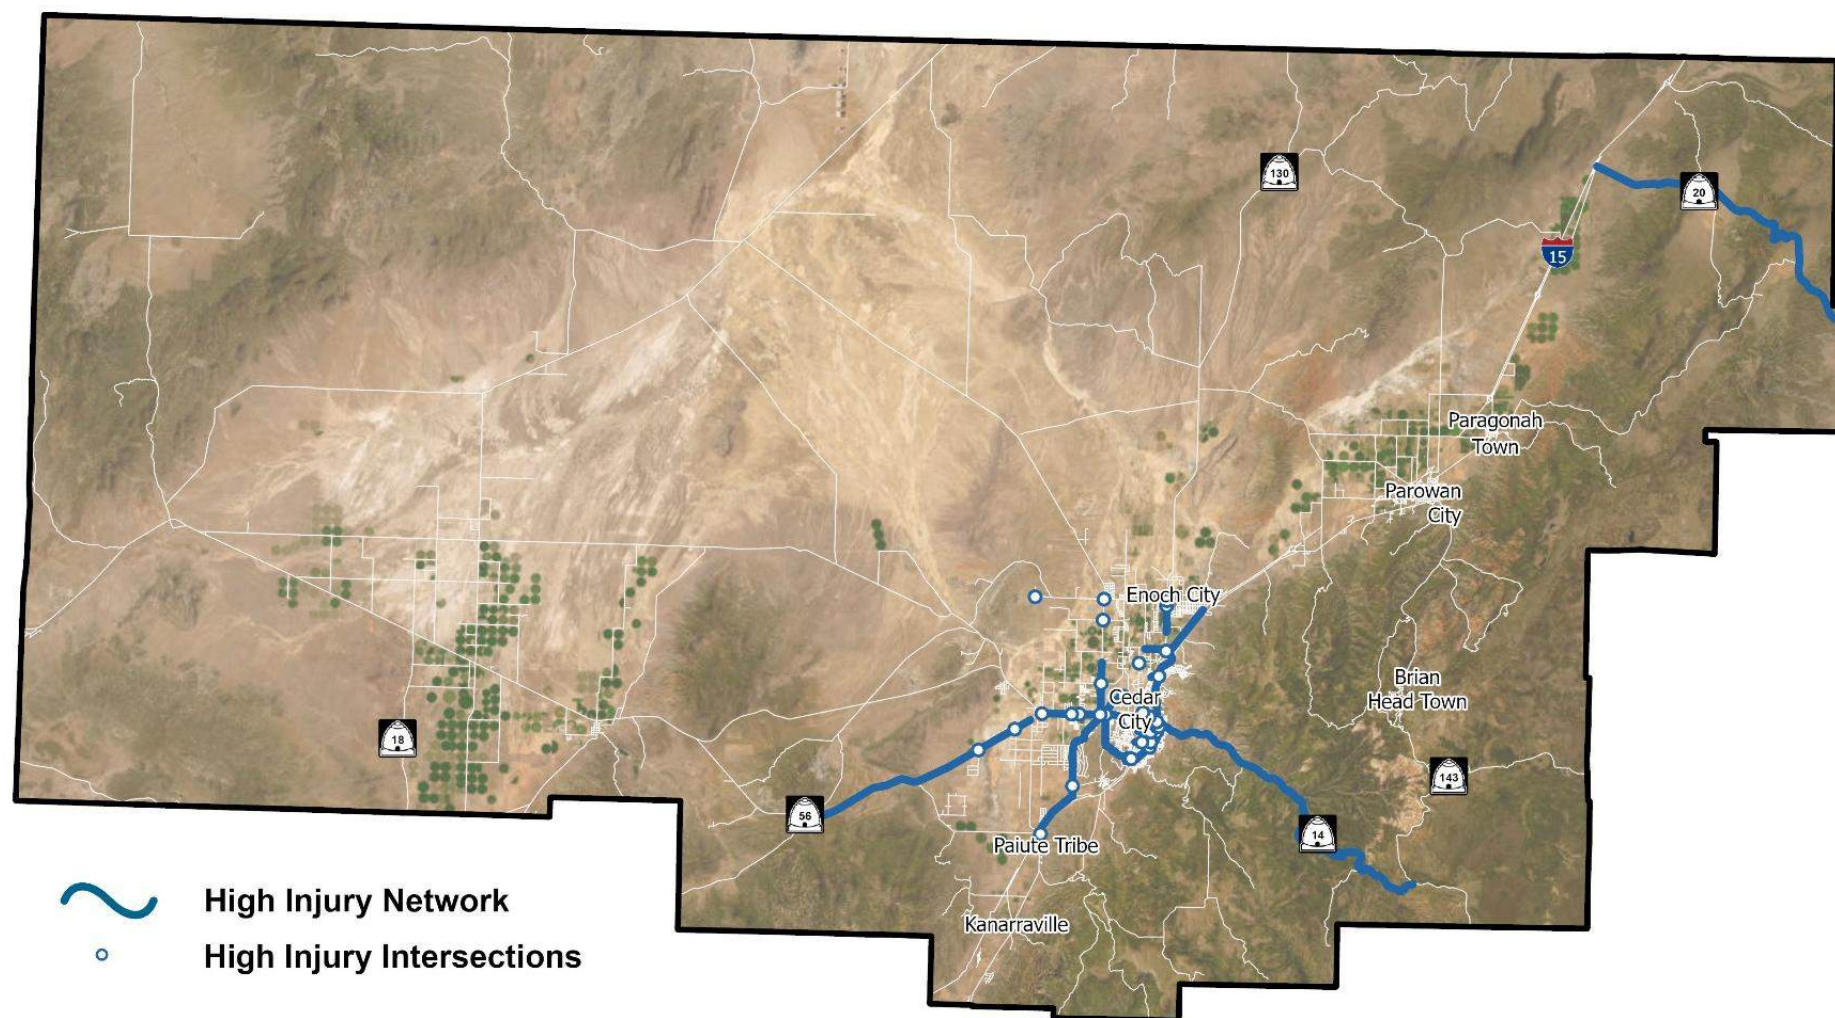 130
20
15
Paragonah
Town
Parowan
City
Enoch City
Brian
Head Town
Cedar
City
18
143
56
14
Paiute Tribe
Kanarraville
High Injury Network
High Injury Intersections